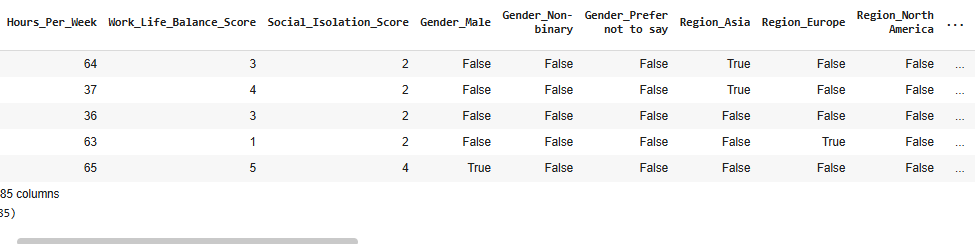 Hours_Per_Week Work_Life_Balance_Score Social_Isolation_Score Gender_Male Gender_Non-binary Gender_Prefer not to say Region_Asia Region_Europe Region_North America ...
64 3 2 False False False True False False ...
37 4 2 False False False True False False ...
36 3 2 False False False False False False ...
63 1 2 False False False False True False ...
65 5 4 True False False False False False ...
85 columns
35)